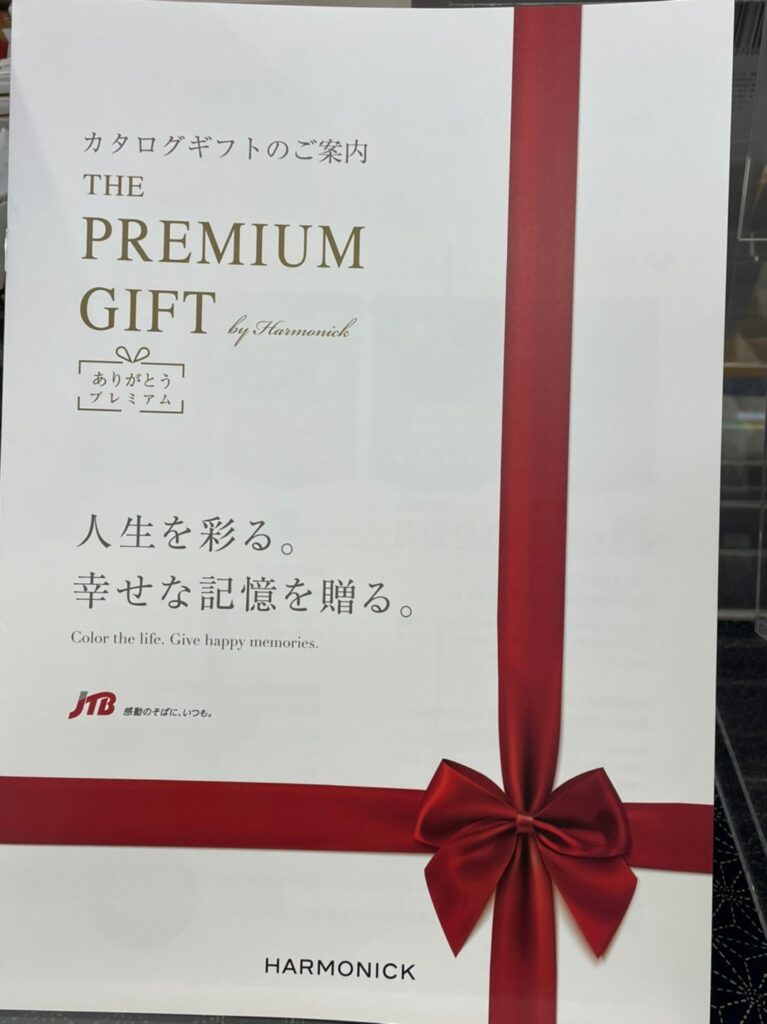 カタログギフトのご案内
THE
PREMIUM
GIFT by Harmonick
ありがとう
プレミアム
人生を彩る。
幸せな記憶を贈る。
Color the life. Give happy memories.
JTB 感動のそばに、いつも。
HARMONICK